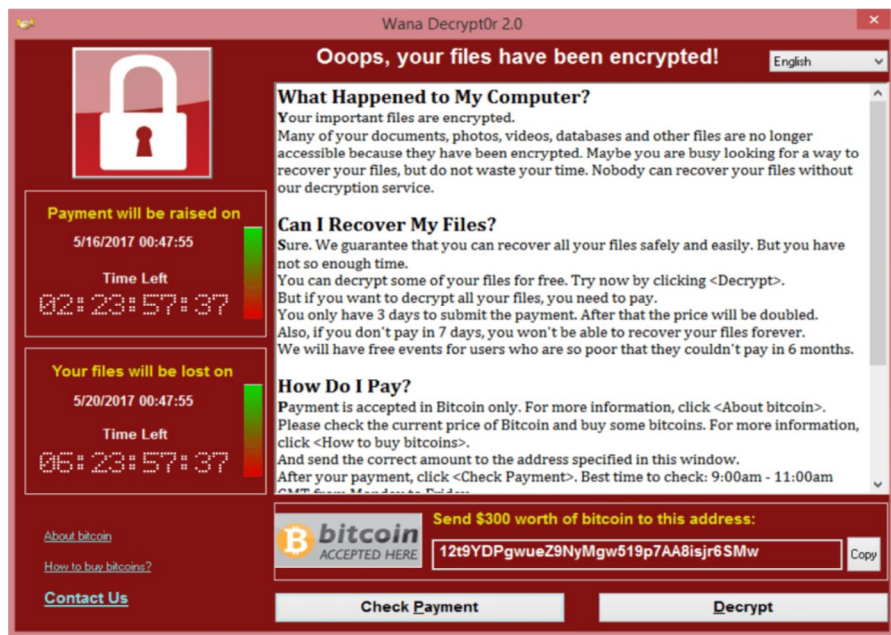 Wana Decrypt0r 2.0
Ooops, your files have been encrypted!
English
What Happened to My Computer?
Your important files are encrypted.
Many of your documents, photos, videos, databases and other files are no longer
accessible because they have been encrypted. Maybe you are busy looking for a way to
recover your files, but do not waste your time. Nobody can recover your files without
our decryption service.
Can I Recover My Files?
Sure. We guarantee that you can recover all your files safely and easily. But you have
not so enough time.
You can decrypt some of your files for free. Try now by clicking <Decrypt>.
But if you want to decrypt all your files, you need to pay.
You only have 3 days to submit the payment. After that the price will be doubled.
Also, if you don't pay in 7 days, you won't be able to recover your files forever.
We will have free events for users who are so poor that they couldn't pay in 6 months.
How Do I Pay?
Payment is accepted in Bitcoin only. For more information, click <About bitcoin>.
Please check the current price of Bitcoin and buy some bitcoins. For more information,
click <How to buy bitcoins>.
And send the correct amount to the address specified in this window.
After your payment, click <Check Payment>. Best time to check: 9:00am - 11:00am
GMT from Monday to Friday.
Payment will be raised on
5/16/2017 00:47:55
Time Left
02:23:57:37
Your files will be lost on
5/20/2017 00:47:55
Time Left
06:23:57:37
About bitcoin
How to buy bitcoins?
Contact Us
bitcoin
ACCEPTED HERE
Send $300 worth of bitcoin to this address:
12t9YDPgwueZ9NyMgw519p7AA8isjr6SMw
Copy
Check Payment
Decrypt